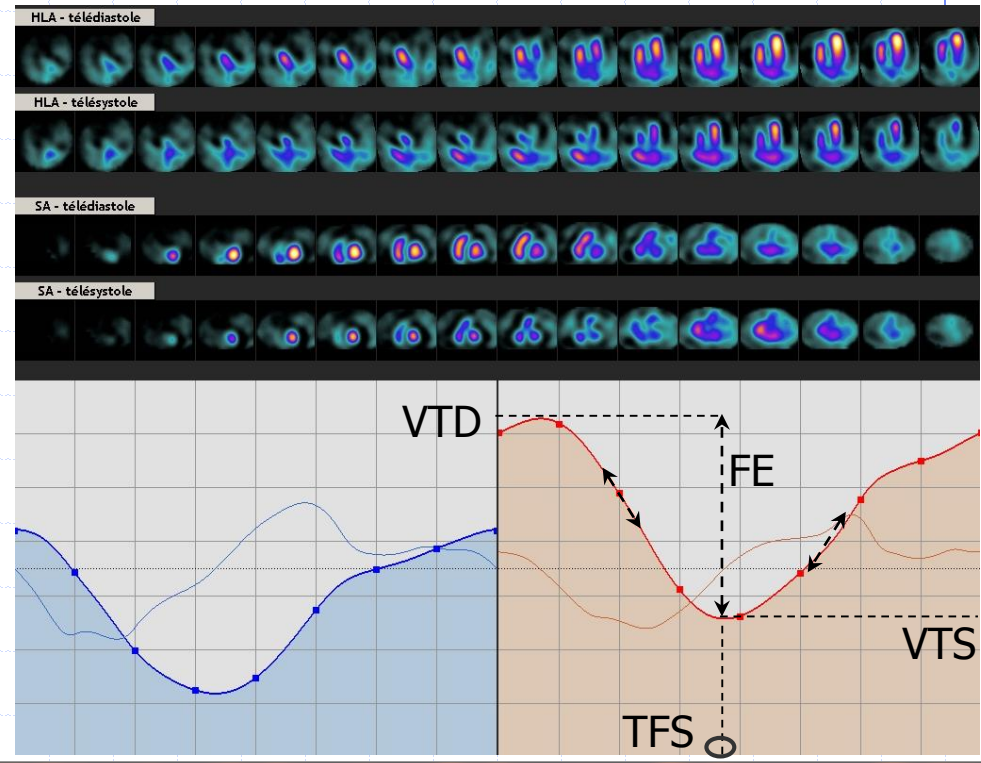 HLA - télédiastole
HLA - télésystole
SA - télédiastole
SA - télésystole
VTD
FE
VTS
TFS